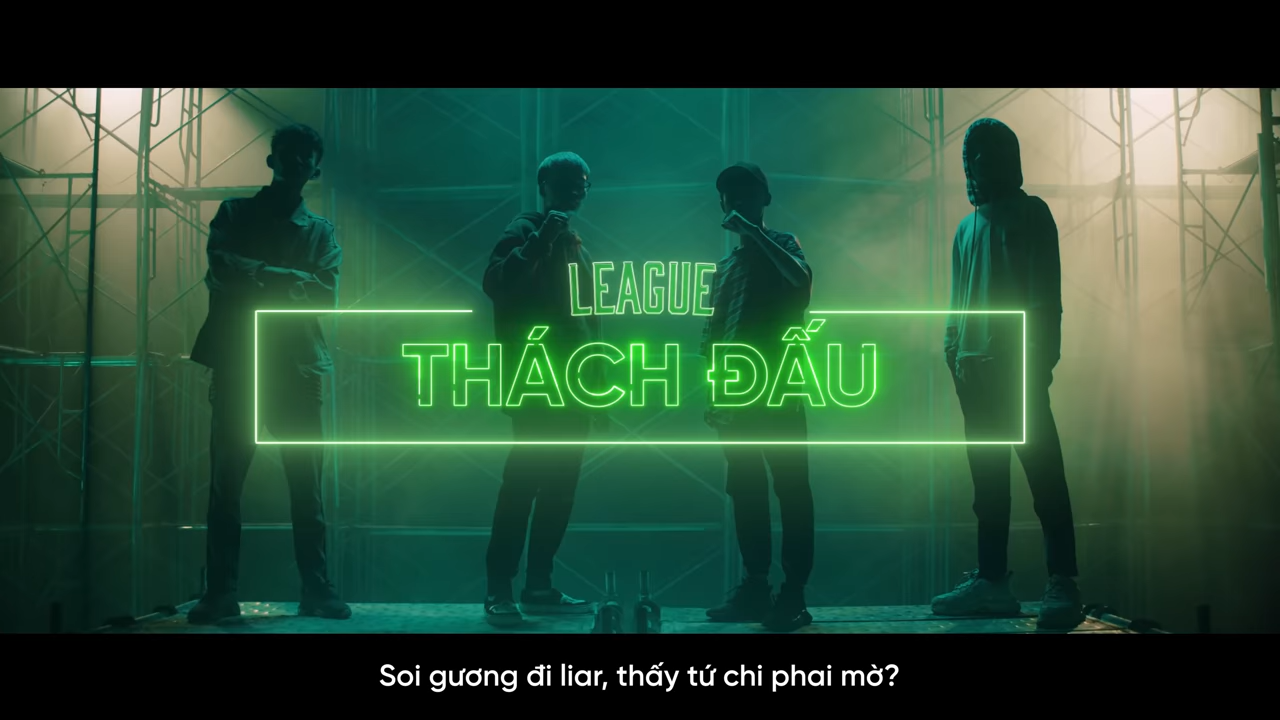 LEAGUE
THÁCH ĐẤU
Soi gương đi liar, thấy tứ chi phai mờ?